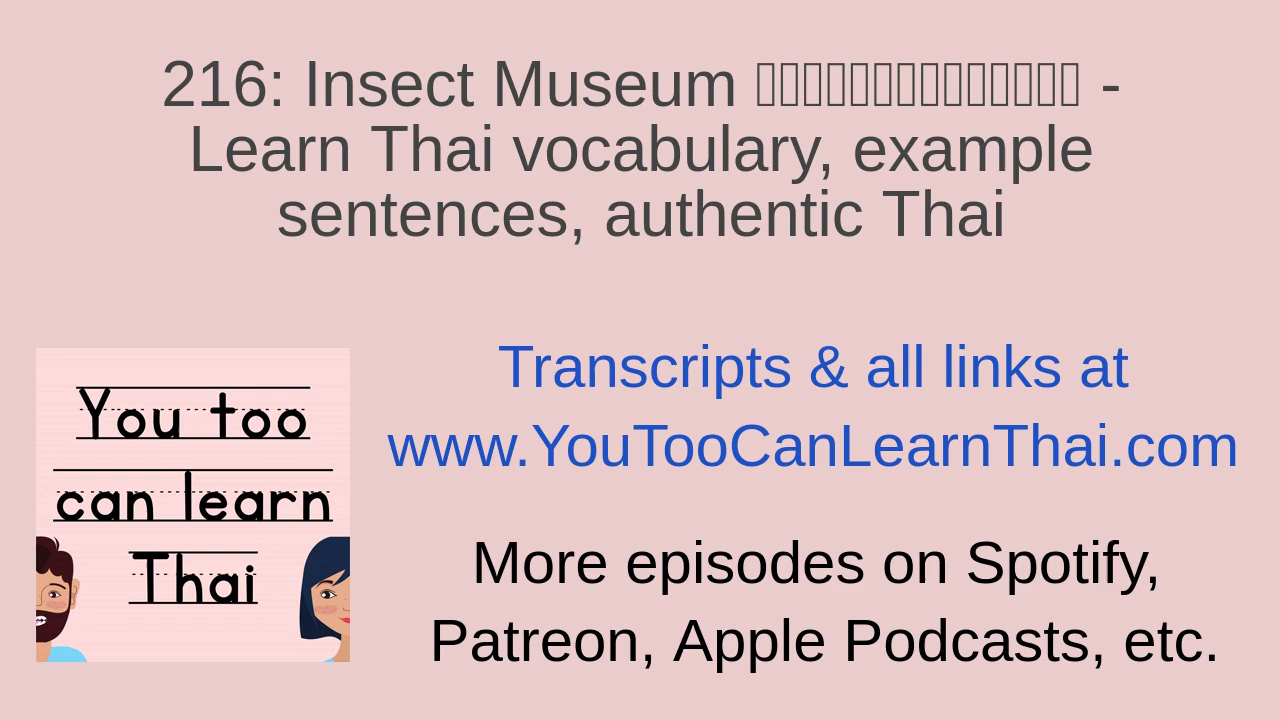 216: Insect Museum -
Learn Thai vocabulary, example
sentences, authentic Thai
Transcripts & all links at
www.YouTooCanLearnThai.com
More episodes on Spotify,
Patreon, Apple Podcasts, etc.
You too
can learn
Thai